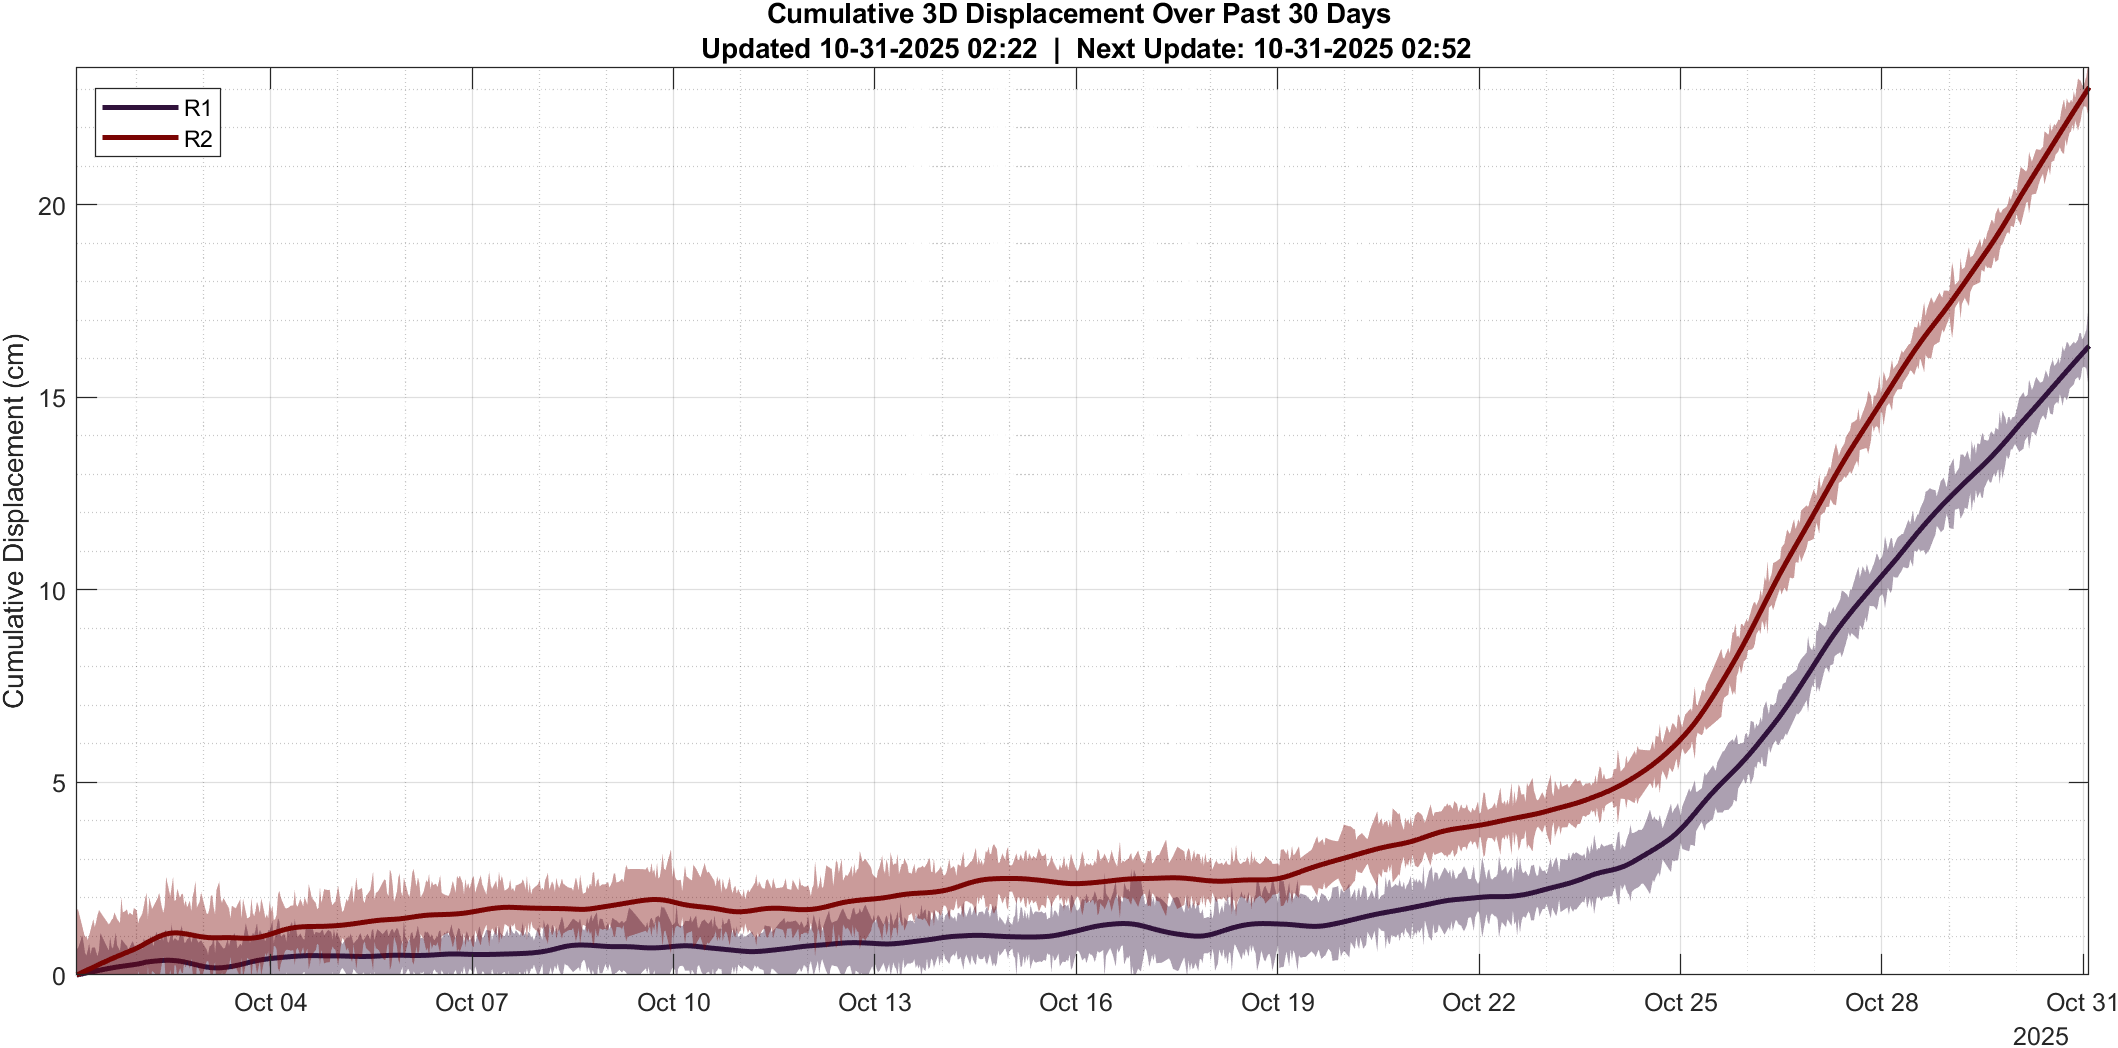 Cumulative 3D Displacement Over Past 30 Days
Updated 10-31-2025 02:22 | Next Update: 10-31-2025 02:52
R1
R2
Cumulative Displacement (cm)
20
15
10
5
0
Oct 04
Oct 07
Oct 10
Oct 13
Oct 16
Oct 19
Oct 22
Oct 25
Oct 28
Oct 31
2025